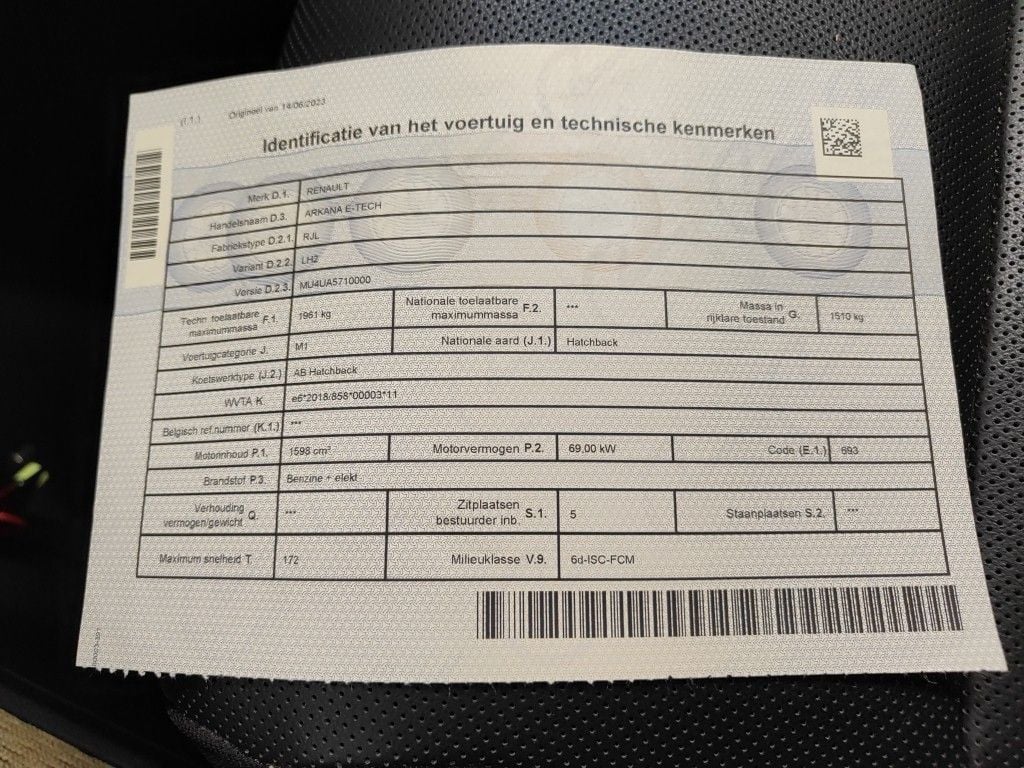 (I.1.) Origineel van 14/06/2023
Identificatie van het voertuig en technische kenmerken
Merk D.1. RENAULT
Handelsnaam D.3. ARKANA E-TECH
Fabriekstype D.2.1. RJL
Variant D.2.2. LH2
Versie D.2.3. MU4UA5710000
Techn toelaatbare maximummassa F.1. 1961 kg Nationale toelaatbare maximummassa F.2. *** Massa in rijklare toestand G. 1510 kg
Voertuigcategorie J. M1 Nationale aard (J.1.) Hatchback
Koetswerktype (J.2.) AB Hatchback
WVTA K. e6*2018/858*00003*11
Belgisch ref.nummer (K.1.) ***
Motorinhoud P.1. 1598 cm³ Motorvermogen P.2. 69,00 kW Code (E.1.) 693
Brandstof P.3. Benzine + elekt
Verhouding vermogen/gewicht Q. *** Zitplaatsen bestuurder inb. S.1. 5 Staanplaatsen S.2. ***
Maximum snelheid T. 172 Milieuklasse V.9. 6d-ISC-FCM